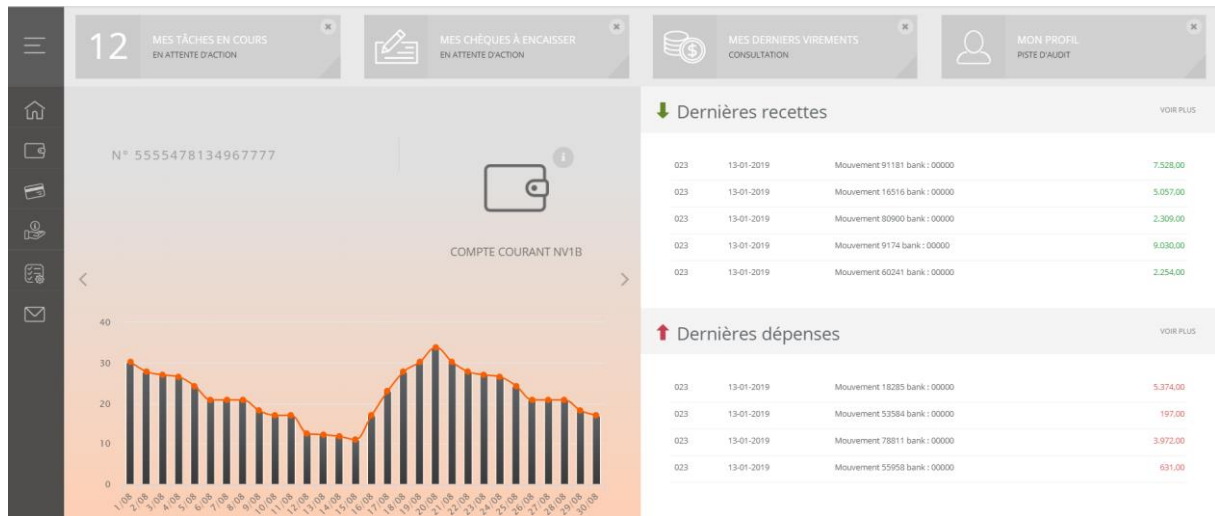 12
MES TÂCHES EN COURS
EN ATTENTE D'ACTION
MES CHÈQUES À ENCAISSER
EN ATTENTE D'ACTION
MES DERNIERS VIREMENTS
CONSULTATION
MON PROFIL
PISTE D'AUDIT
N° 5555478134967777
COMPTE COURANT NV1B
40
30
20
10
0
1/08 2/08 3/08 4/08 5/08 6/08 7/08 8/08 9/08 10/08 11/08 12/08 13/08 14/08 15/08 16/08 17/08 18/08 19/08 20/08 21/08 22/08 23/08 24/08 25/08 26/08 27/08 28/08 29/08 30/08
Dernières recettes VOIR PLUS
023 13-01-2019 Mouvement 91181 bank : 00000 7.528,00
023 13-01-2019 Mouvement 16516 bank : 00000 5.057,00
023 13-01-2019 Mouvement 80900 bank : 00000 2.309,00
023 13-01-2019 Mouvement 9174 bank : 00000 9.030,00
023 13-01-2019 Mouvement 60241 bank : 00000 2.254,00
Dernières dépenses VOIR PLUS
023 13-01-2019 Mouvement 18285 bank : 00000 5.374,00
023 13-01-2019 Mouvement 53584 bank : 00000 197,00
023 13-01-2019 Mouvement 78811 bank : 00000 3.972,00
023 13-01-2019 Mouvement 55958 bank : 00000 631,00